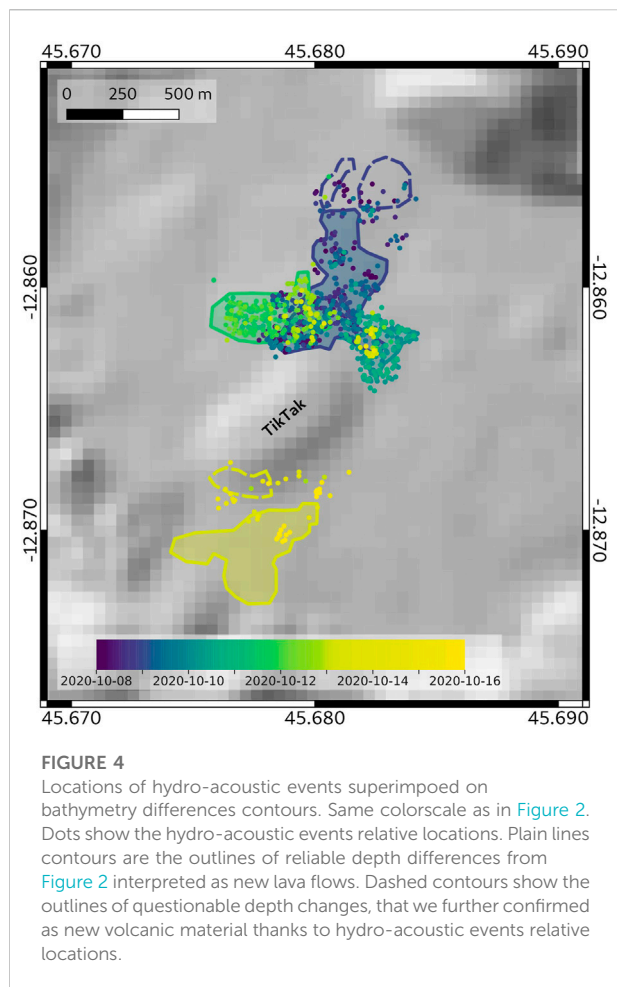 45.670 45.680 45.690
0 250 500 m
-12.860 -12.860
TikTak
-12.870 -12.870
2020-10-08 2020-10-10 2020-10-12 2020-10-14 2020-10-16
45.670 45.680 45.690
FIGURE 4
Locations of hydro-acoustic events superimpoed on
bathymetry differences contours. Same colorscale as in Figure 2.
Dots show the hydro-acoustic events relative locations. Plain lines
contours are the outlines of reliable depth differences from
Figure 2 interpreted as new lava flows. Dashed contours show the
outlines of questionable depth changes, that we further confirmed
as new volcanic material thanks to hydro-acoustic events relative
locations.